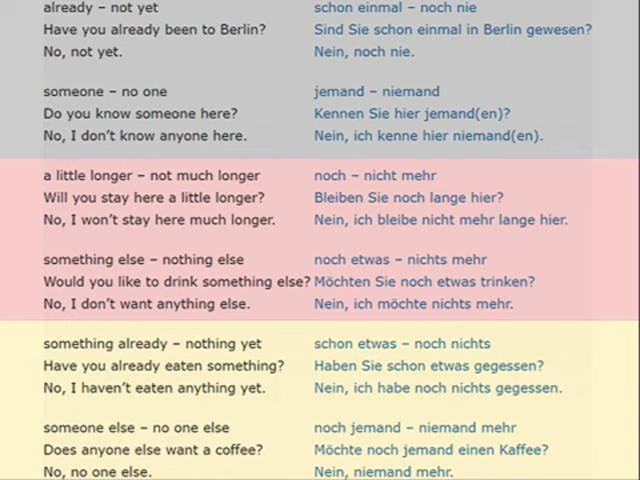 already – not yet schon einmal – noch nie
Have you already been to Berlin? Sind Sie schon einmal in Berlin gewesen?
No, not yet. Nein, noch nie.
someone – no one jemand – niemand
Do you know someone here? Kennen Sie hier jemand(en)?
No, I don’t know anyone here. Nein, ich kenne hier niemand(en).
a little longer – not much longer noch – nicht mehr
Will you stay here a little longer? Bleiben Sie noch lange hier?
No, I won’t stay here much longer. Nein, ich bleibe nicht mehr lange hier.
something else – nothing else noch etwas – nichts mehr
Would you like to drink something else? Möchten Sie noch etwas trinken?
No, I don’t want anything else. Nein, ich möchte nichts mehr.
something already – nothing yet schon etwas – noch nichts
Have you already eaten something? Haben Sie schon etwas gegessen?
No, I haven’t eaten anything yet. Nein, ich habe noch nichts gegessen.
someone else – no one else noch jemand – niemand mehr
Does anyone else want a coffee? Möchte noch jemand einen Kaffee?
No, no one else. Nein, niemand mehr.